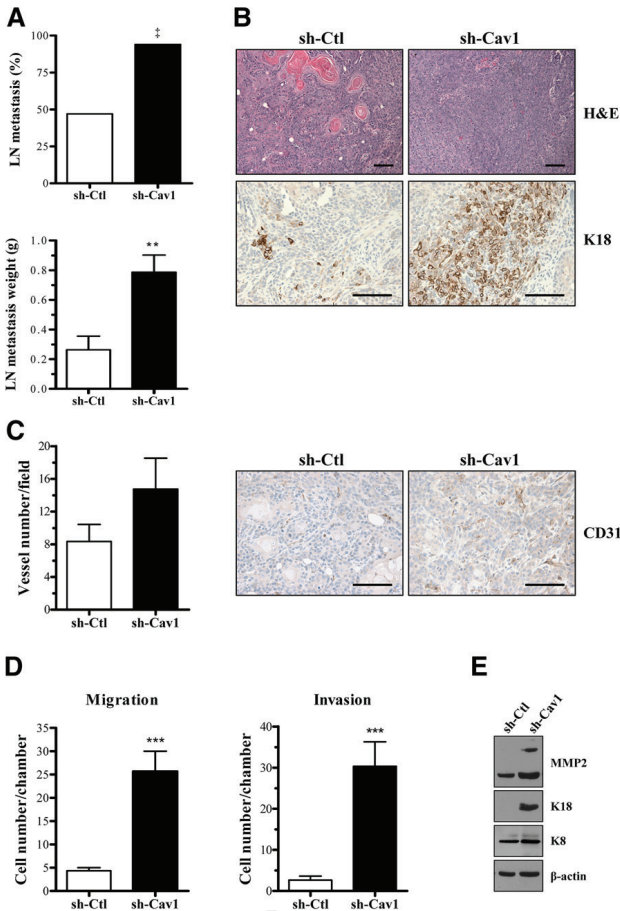 A
LN metastasis (%)
100
75
50
25
0
‡
sh-Ctl sh-Cav1
LN metastasis weight (g)
1.0
0.8
0.6
0.4
0.2
0.0
**
sh-Ctl sh-Cav1
B
sh-Ctl sh-Cav1
H&E
K18
C
Vessel number/field
20
16
12
8
4
0
sh-Ctl sh-Cav1
sh-Ctl sh-Cav1
CD31
D
Migration
Cell number/chamber
35
30
25
20
15
10
5
0
***
sh-Ctl sh-Cav1
Invasion
Cell number/chamber
40
30
20
10
0
***
sh-Ctl sh-Cav1
E
sh-Ctl sh-Cav1
MMP2
K18
K8
β-actin